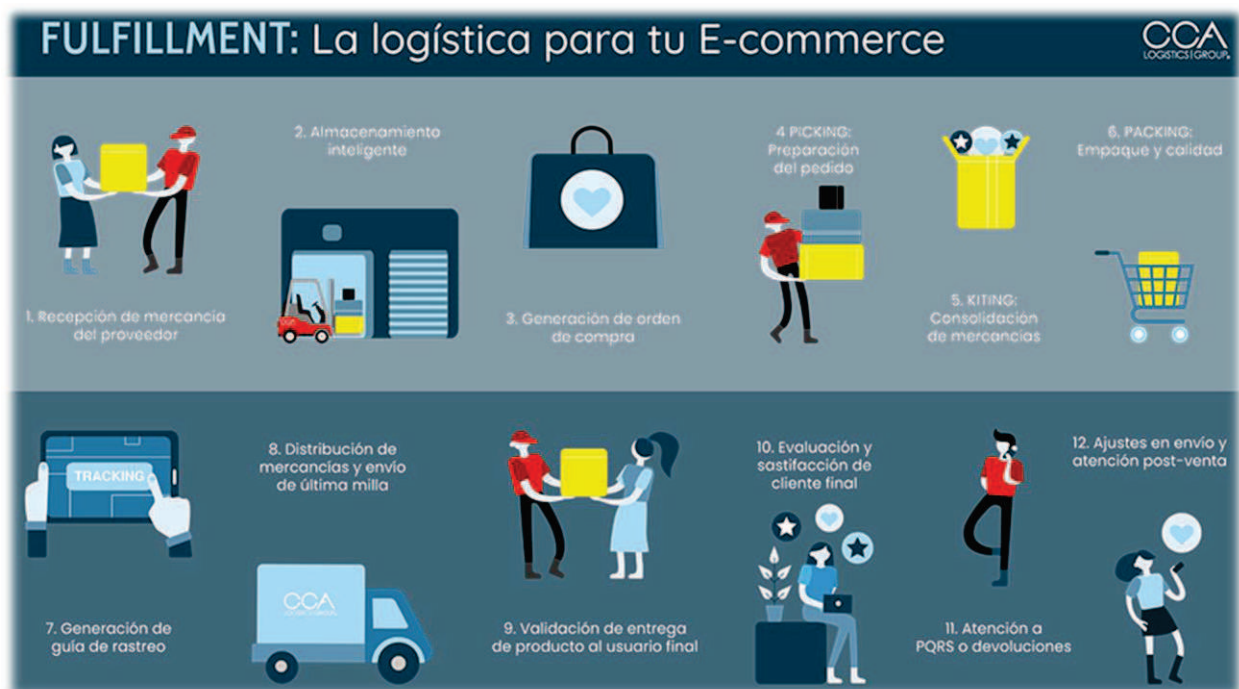 FULFILLMENT: La logística para tu E-commerce
CCA
LOGISTICS|GROUP
1. Recepción de mercancía
del proveedor
2. Almacenamiento
inteligente
3. Generación de orden
de compra
4 PICKING:
Preparación
del pedido
5. KITING:
Consolidación
de mercancías
6. PACKING:
Empaque y calidad
TRACKING
7. Generación de
guía de rastreo
8. Distribución de
mercancías y envío
de última milla
CCA
LOGISTICS|GROUP
9. Validación de entrega
de producto al usuario final
10. Evaluación y
sastifacción de
cliente final
11. Atención a
PQRS o devoluciones
12. Ajustes en envío y
atención post-venta